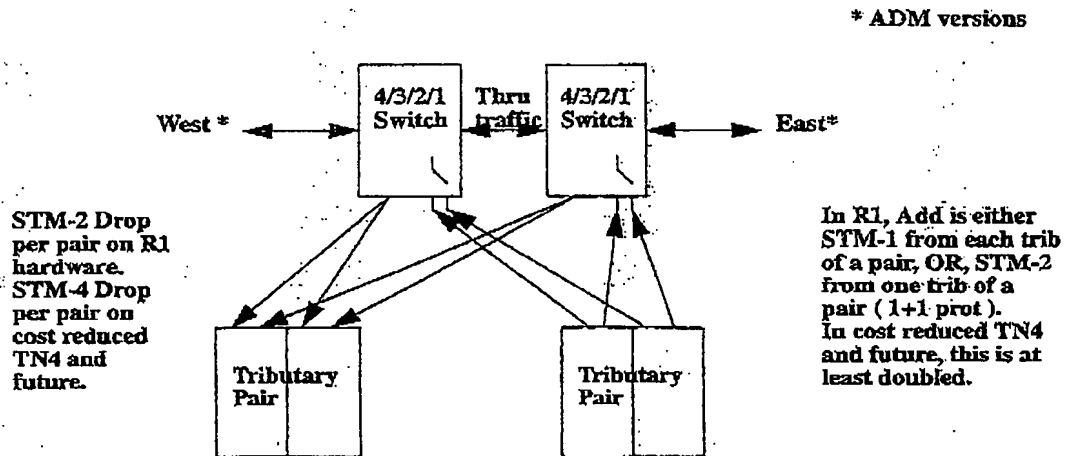 * ADM versions
4/3/2/1
Switch
Thru
traffic
4/3/2/1
Switch
West *
East*
STM-2 Drop
per pair on R1
hardware.
STM-4 Drop
per pair on
cost reduced
TN4 and
future.
In R1, Add is either
STM-1 from each trib
of a pair, OR, STM-2
from one trib of a
pair ( 1+1 prot ).
In cost reduced TN4
and future, this is at
least doubled.
Tributary
Pair
Tributary
Pair